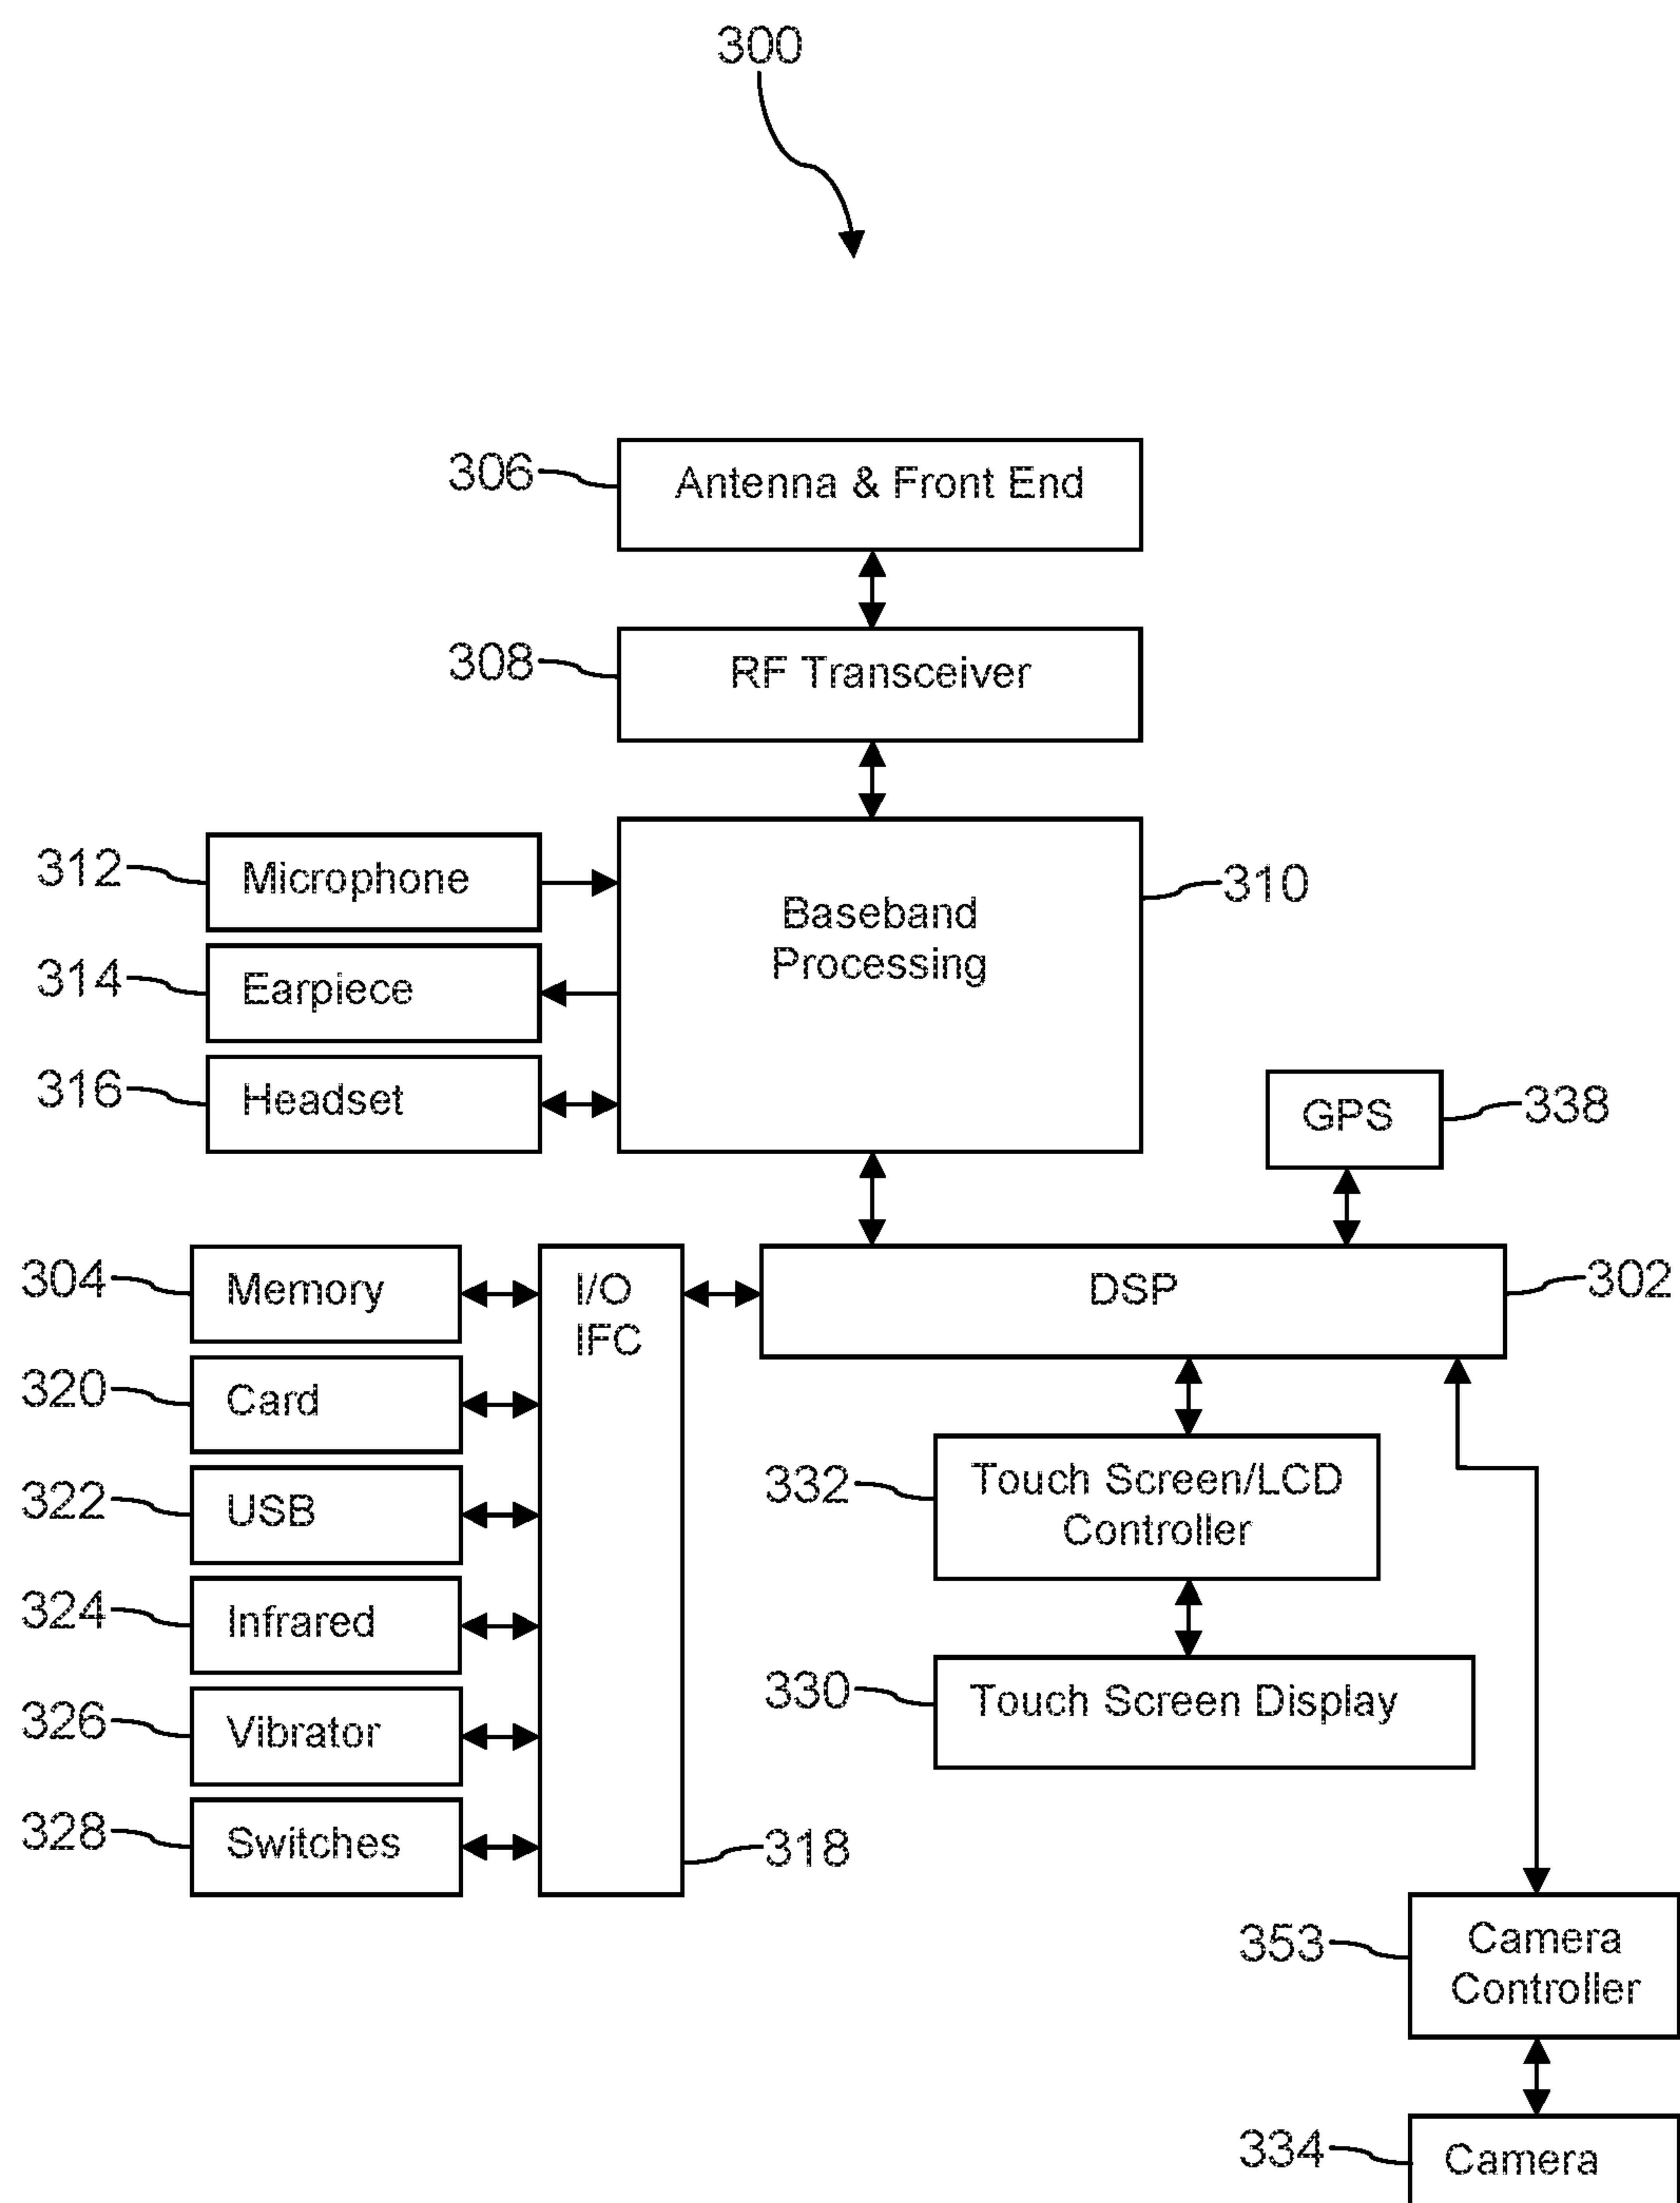 300
306
Antenna & Front End
308
RF Transceiver
312
Microphone
Baseband
Processing
310
314
Earpiece
316
Headset
GPS
338
304
Memory
I/O
IFC
DSP
302
320
Card
332
Touch Screen/LCD
Controller
322
USB
324
Infrared
330
Touch Screen Display
326
Vibrator
328
Switches
318
353
Camera
Controller
334
Camera